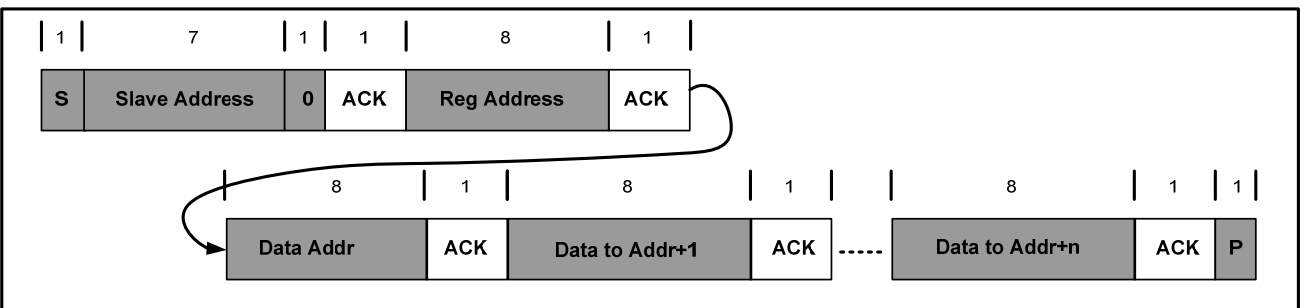 1 7 1 1 8 1
S Slave Address 0 ACK Reg Address ACK
8 1 8 1 8 1 1
Data Addr ACK Data to Addr+1 ACK Data to Addr+n ACK P